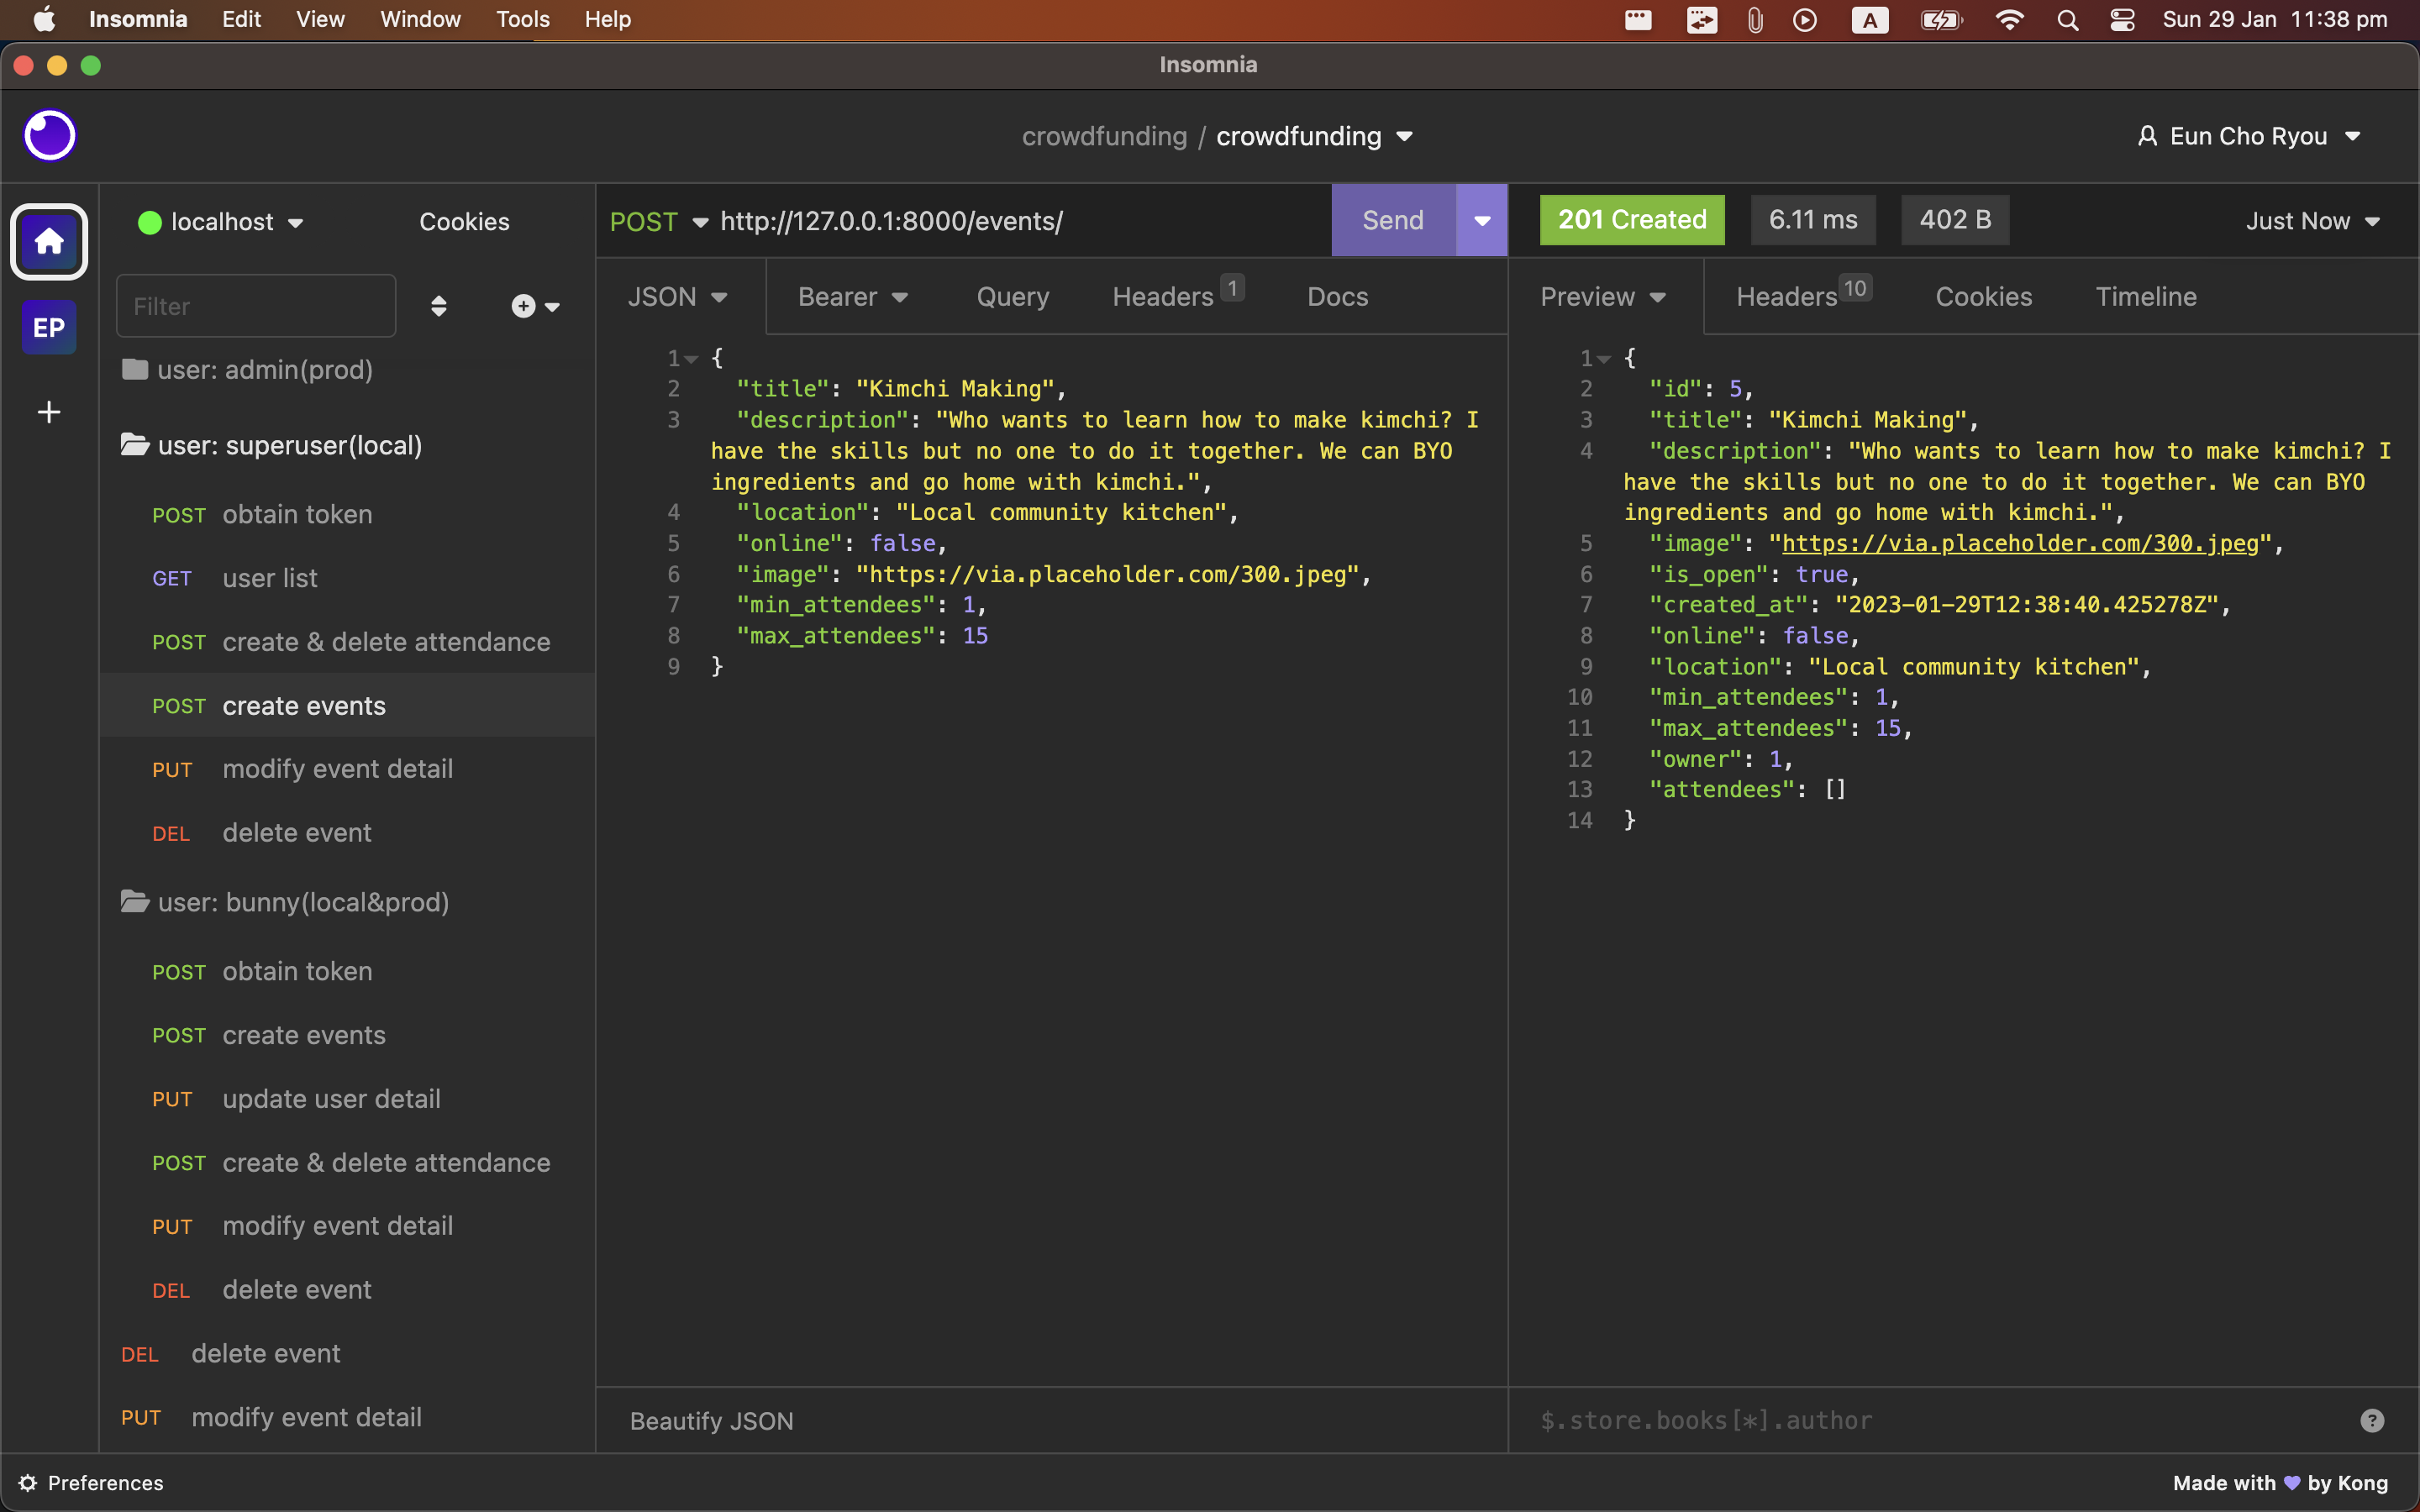 Insomnia Edit View Window Tools Help A Sun 29 Jan 11:38 pm
Insomnia
crowdfunding / crowdfunding
Eun Cho Ryou
EP
localhost Cookies
Filter
user: admin(prod)
user: superuser(local)
POST obtain token
GET user list
POST create & delete attendance
POST create events
PUT modify event detail
DEL delete event
user: bunny(local&prod)
POST obtain token
POST create events
PUT update user detail
POST create & delete attendance
PUT modify event detail
DEL delete event
DEL delete event
PUT modify event detail
POST http://127.0.0.1:8000/events/ Send
JSON Bearer Query Headers 1 Docs
1 {
2 "title": "Kimchi Making",
3 "description": "Who wants to learn how to make kimchi? I
have the skills but no one to do it together. We can BYO
ingredients and go home with kimchi.",
4 "location": "Local community kitchen",
5 "online": false,
6 "image": "https://via.placeholder.com/300.jpeg",
7 "min_attendees": 1,
8 "max_attendees": 15
9 }
Beautify JSON
201 Created 6.11 ms 402 B Just Now
Preview Headers 10 Cookies Timeline
1 {
2 "id": 5,
3 "title": "Kimchi Making",
4 "description": "Who wants to learn how to make kimchi? I
have the skills but no one to do it together. We can BYO
ingredients and go home with kimchi.",
5 "image": "https://via.placeholder.com/300.jpeg",
6 "is_open": true,
7 "created_at": "2023-01-29T12:38:40.425278Z",
8 "online": false,
9 "location": "Local community kitchen",
10 "min_attendees": 1,
11 "max_attendees": 15,
12 "owner": 1,
13 "attendees": []
14 }
$.store.books[*].author ?
Preferences
Made with 💜 by Kong